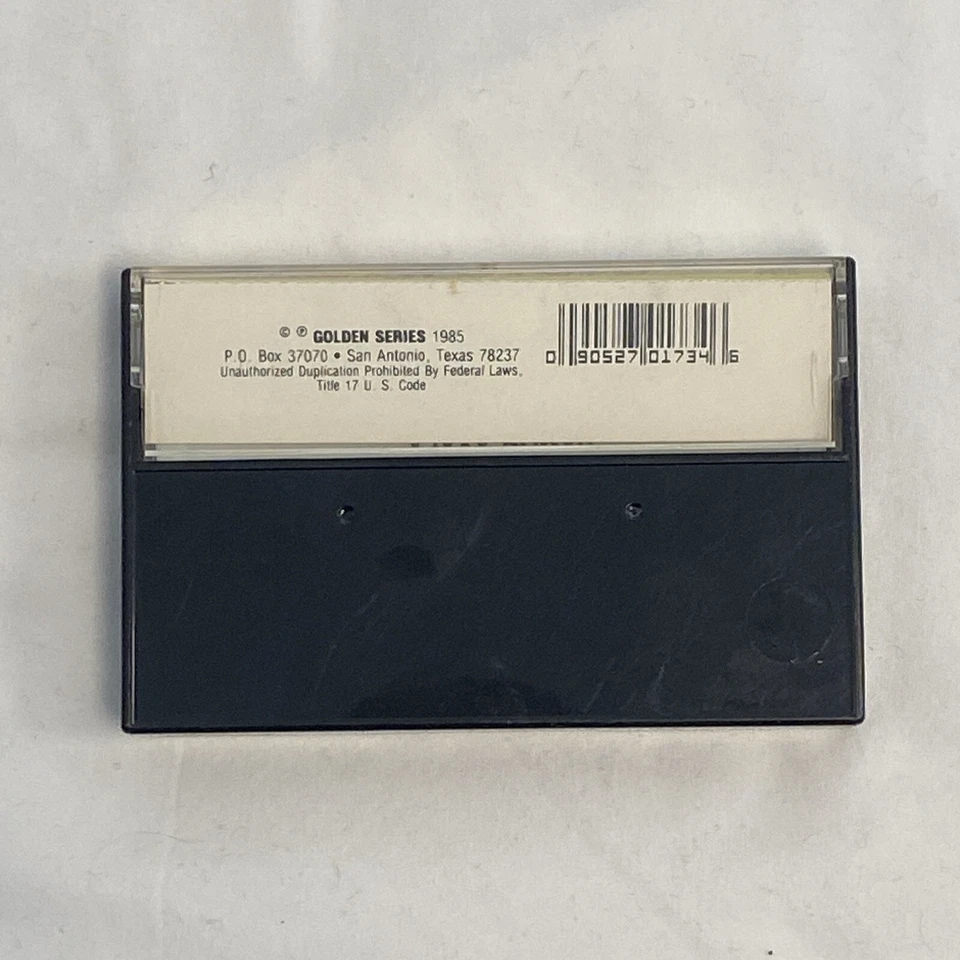 © ℗ GOLDEN SERIES 1985
P.O. Box 37070 • San Antonio, Texas 78237
Unauthorized Duplication Prohibited By Federal Laws,
Title 17 U. S. Code
0 90527 01734 6